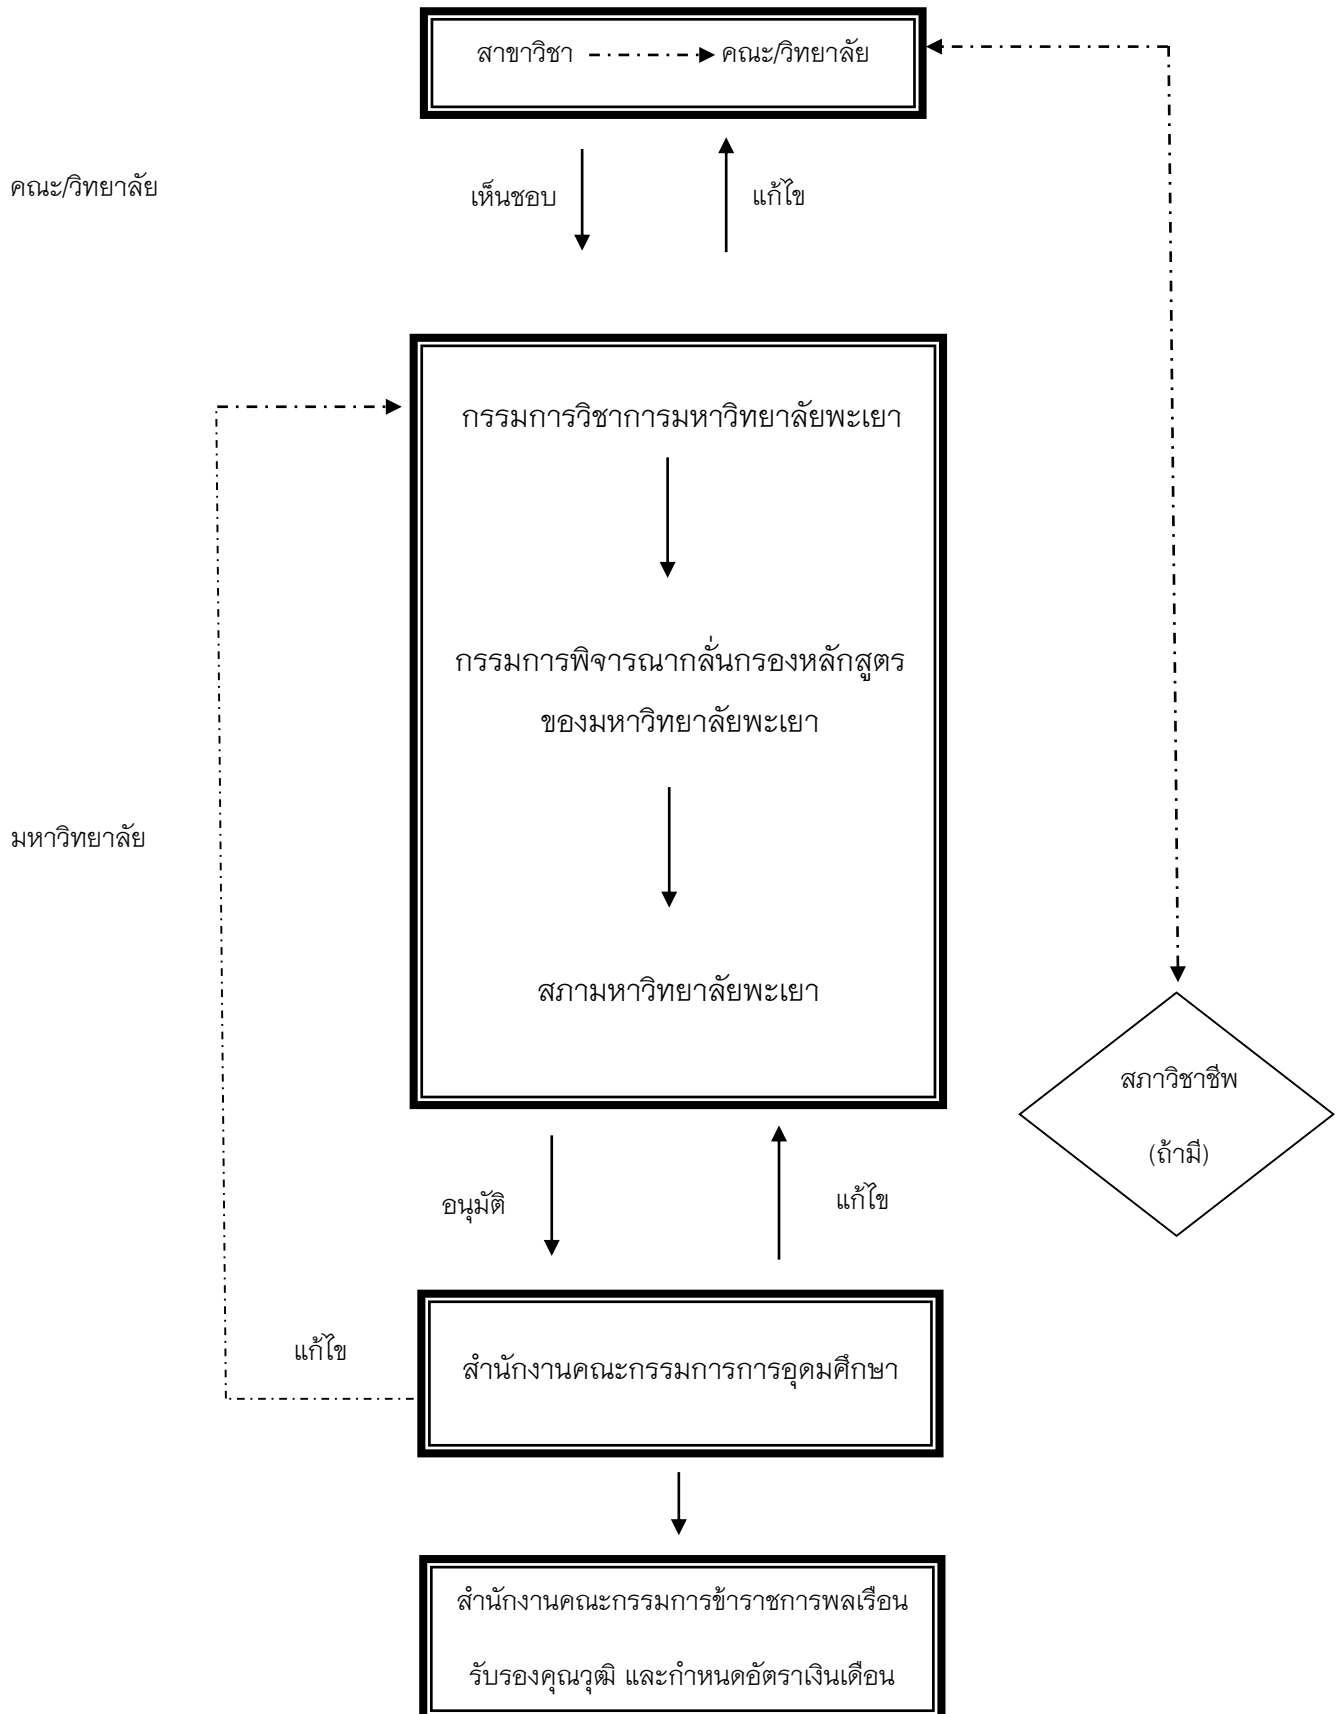 สาขาวิชา คณะ/วิทยาลัย
คณะ/วิทยาลัย
เห็นชอบ
แก้ไข
กรรมการวิชาการมหาวิทยาลัยพะเยา
กรรมการพิจารณากลั่นกรองหลักสูตร
ของมหาวิทยาลัยพะเยา
มหาวิทยาลัย
สภามหาวิทยาลัยพะเยา
สภาวิชาชีพ
(ถ้ามี)
อนุมัติ
แก้ไข
แก้ไข
สำนักงานคณะกรรมการการอุดมศึกษา
สำนักงานคณะกรรมการข้าราชการพลเรือน
รับรองคุณวุฒิ และกำหนดอัตราเงินเดือน